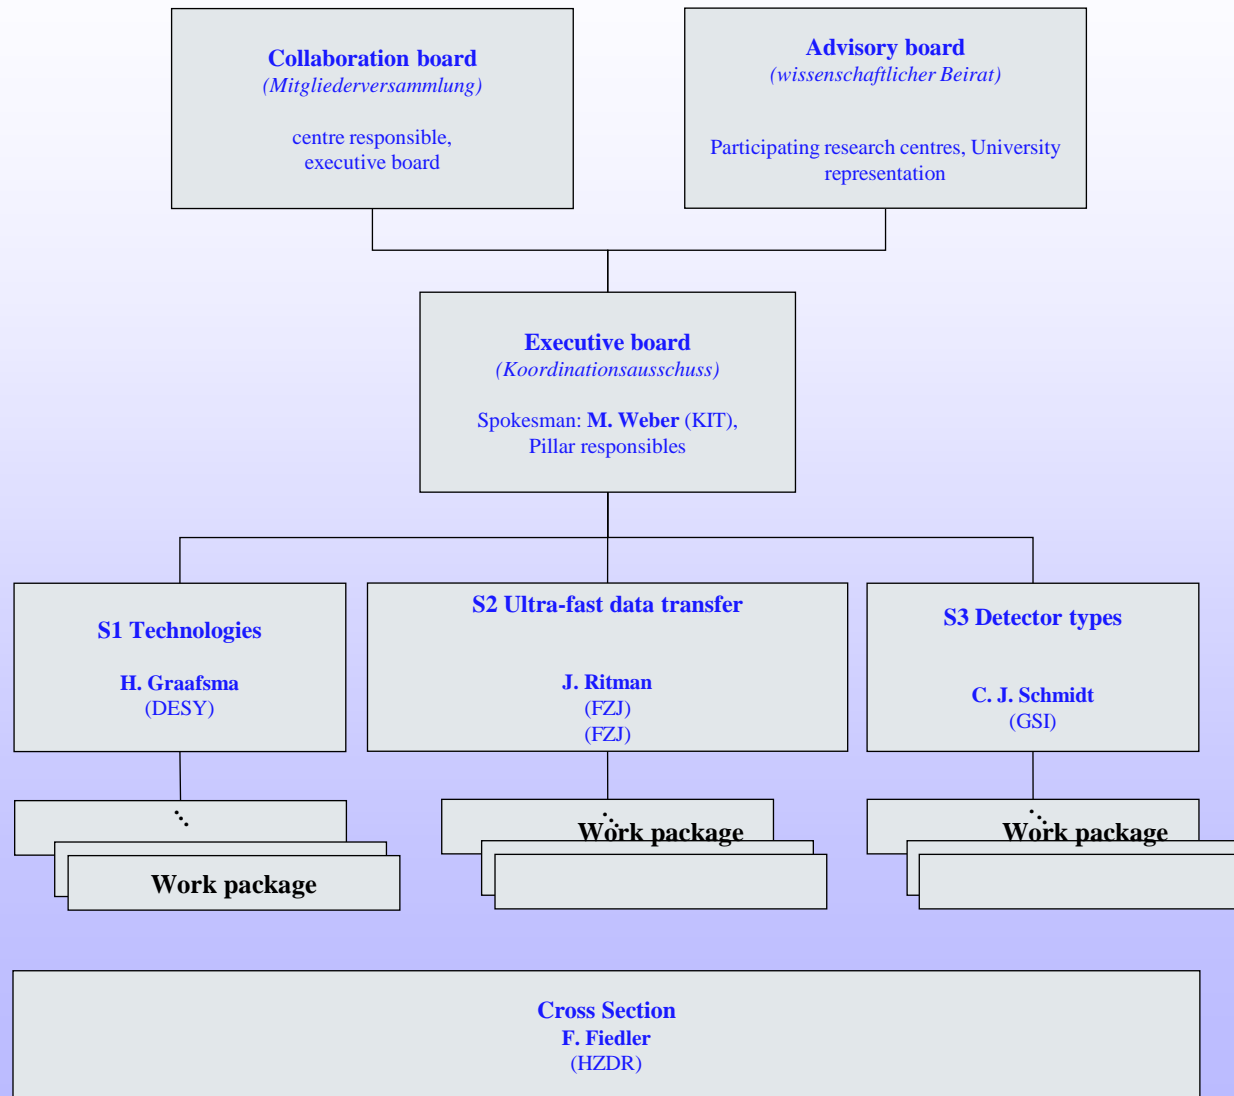 Collaboration board
(Mitgliederversammlung)
centre responsible,
executive board
Advisory board
(wissenschaftlicher Beirat)
Participating research centres, University
representation
Executive board
(Koordinationsausschuss)
Spokesman: M. Weber (KIT),
Pillar responsibles
S1 Technologies
H. Graafsma
(DESY)
S2 Ultra-fast data transfer
J. Ritman
(FZJ)
(FZJ)
S3 Detector types
C. J. Schmidt
(GSI)
⋱
Work package
⋱
Work package
⋱
Work package
Cross Section
F. Fiedler
(HZDR)